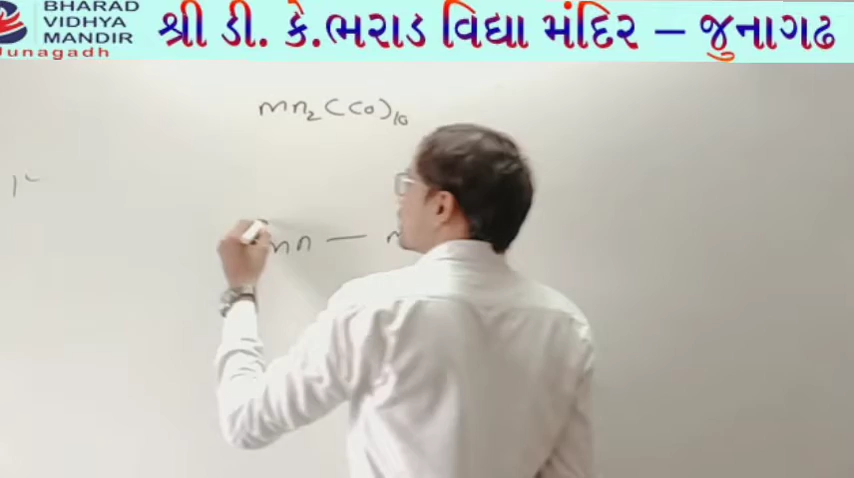 BHARAD
VIDHYA
MANDIR
Junagadh
શ્રી ડી. કે.ભરાડ વિદ્યા મંદિર – જુનાગઢ
mn₂(CO)₁₀
mn —